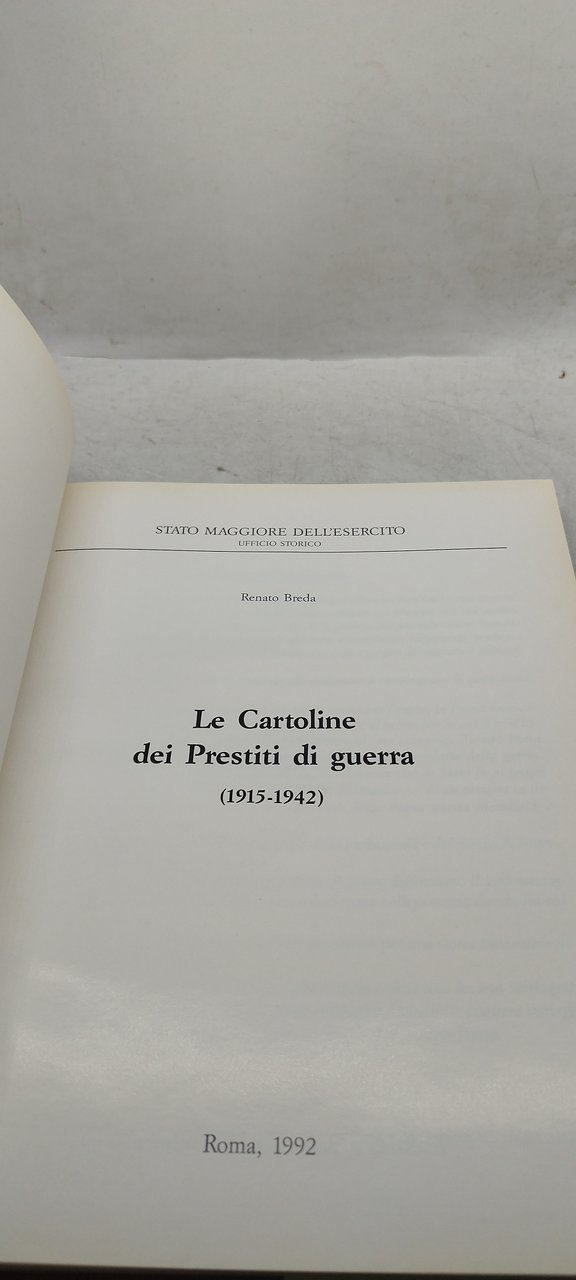 STATO MAGGIORE DELL'ESERCITO
UFFICIO STORICO
Renato Breda
Le Cartoline
dei Prestiti di guerra
(1915-1942)
Roma, 1992